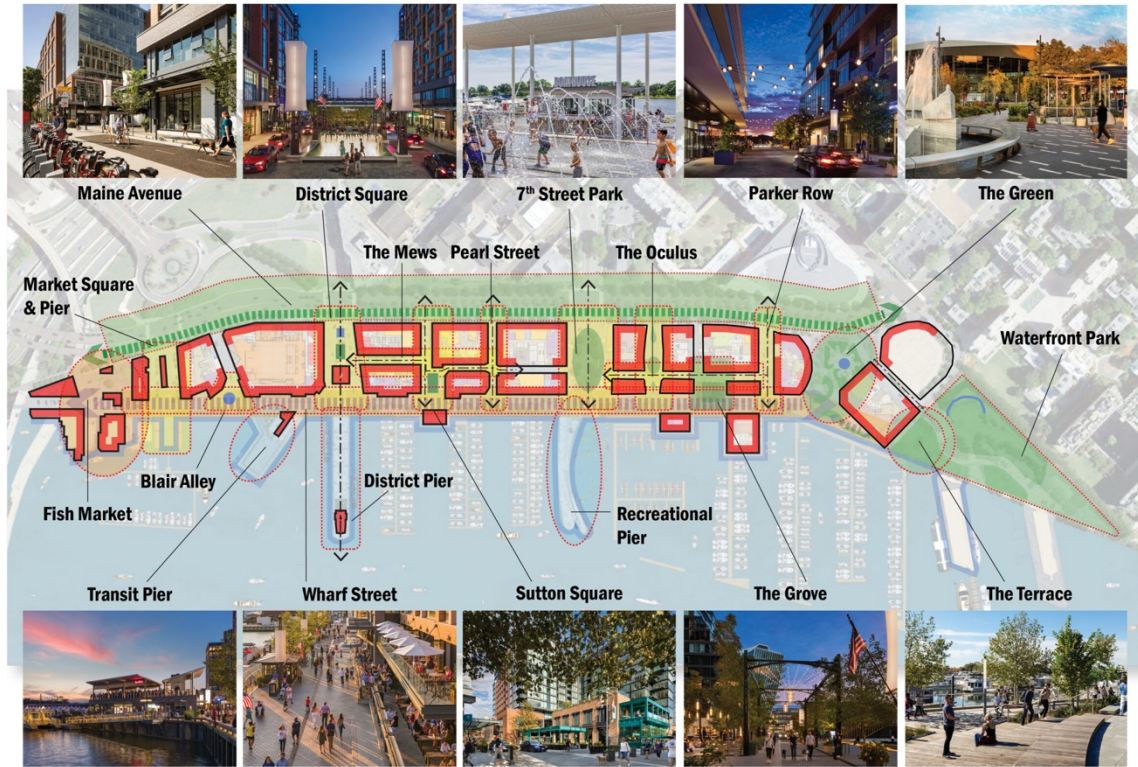 Maine Avenue
District Square
7th Street Park
Parker Row
The Green
The Mews
Pearl Street
The Oculus
Market Square
& Pier
Waterfront Park
Blair Alley
District Pier
Fish Market
Recreational
Pier
Transit Pier
Wharf Street
Sutton Square
The Grove
The Terrace